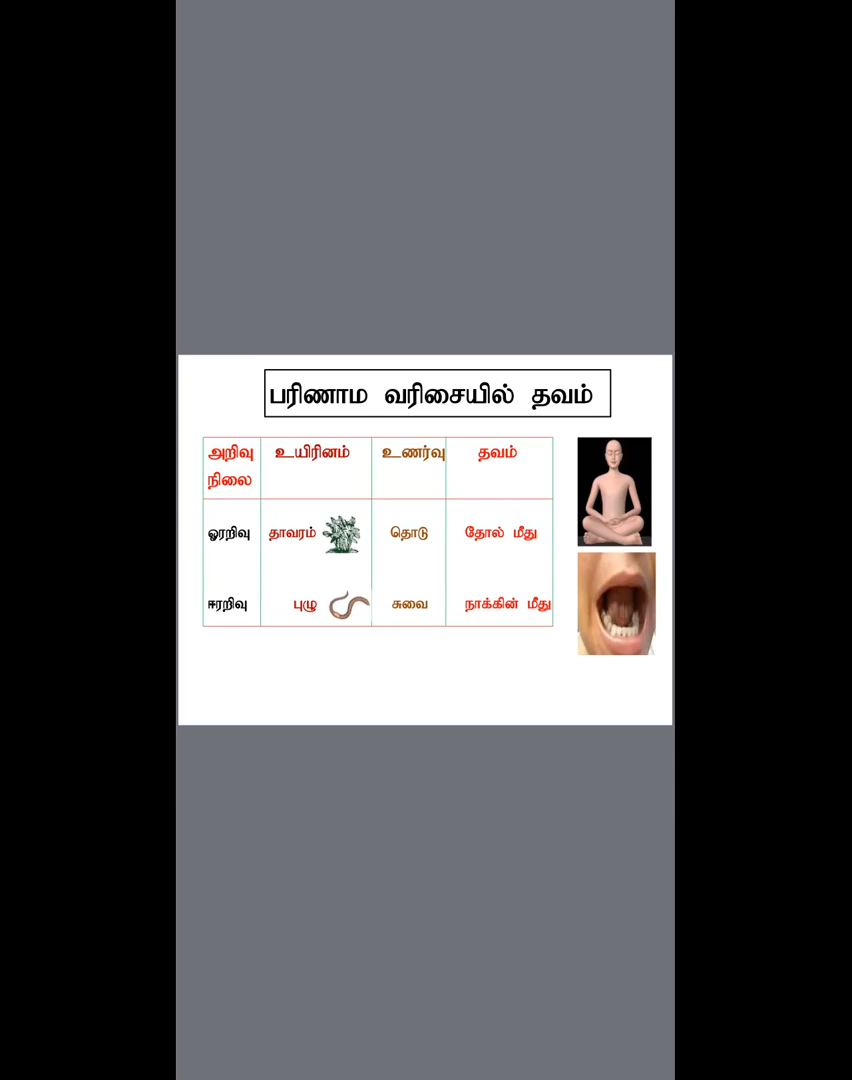 பரிணாம வரிசையில் தவம்
அறிவு நிலை உயிரினம் உணர்வு தவம்
ஓரறிவு தாவரம் தொடு தோல் மீது
ஈரறிவு புழு சுவை நாக்கின் மீது